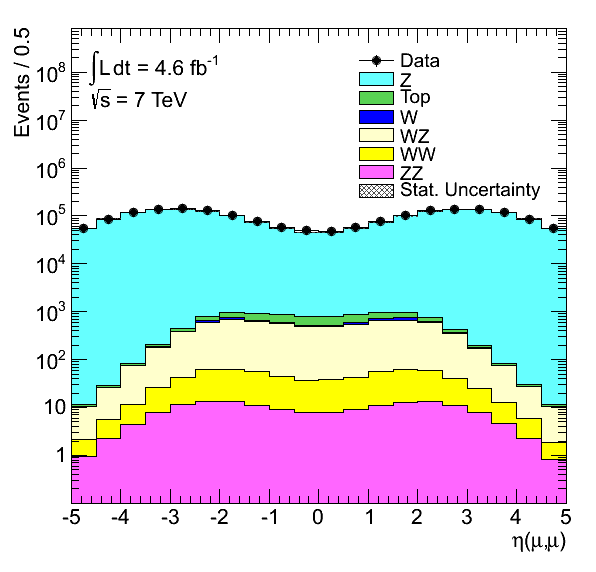 Events / 0.5
∫L dt = 4.6 fb⁻¹
√s = 7 TeV
Data
Z
Top
W
WZ
WW
ZZ
Stat. Uncertainty
10⁸
10⁷
10⁶
10⁵
10⁴
10³
10²
10
1
-5 -4 -3 -2 -1 0 1 2 3 4 5
η(μ,μ)